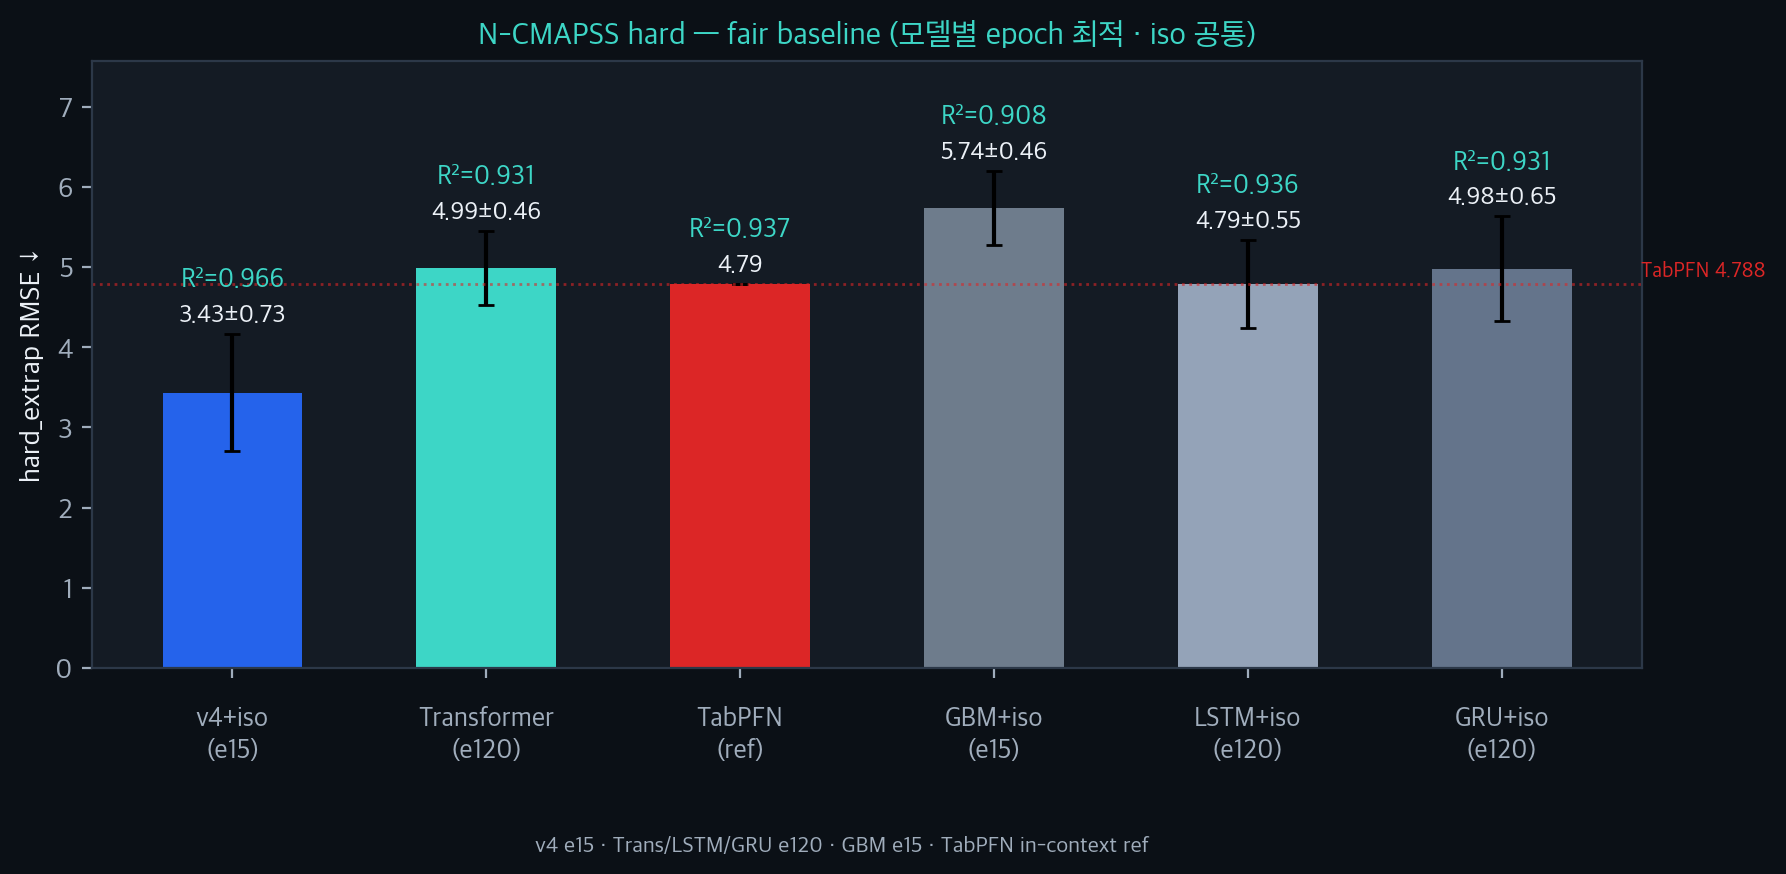 N-CMAPSS hard — fair baseline (모델별 epoch 최적 · iso 공통)
hard_extrap RMSE ↓
7
6
5
4
3
2
1
0
R²=0.966
3.43±0.73
R²=0.931
4.99±0.46
R²=0.937
4.79
R²=0.908
5.74±0.46
R²=0.936
4.79±0.55
R²=0.931
4.98±0.65
TabPFN 4.788
v4+iso
(e15)
Transformer
(e120)
TabPFN
(ref)
GBM+iso
(e15)
LSTM+iso
(e120)
GRU+iso
(e120)
v4 e15 · Trans/LSTM/GRU e120 · GBM e15 · TabPFN in-context ref